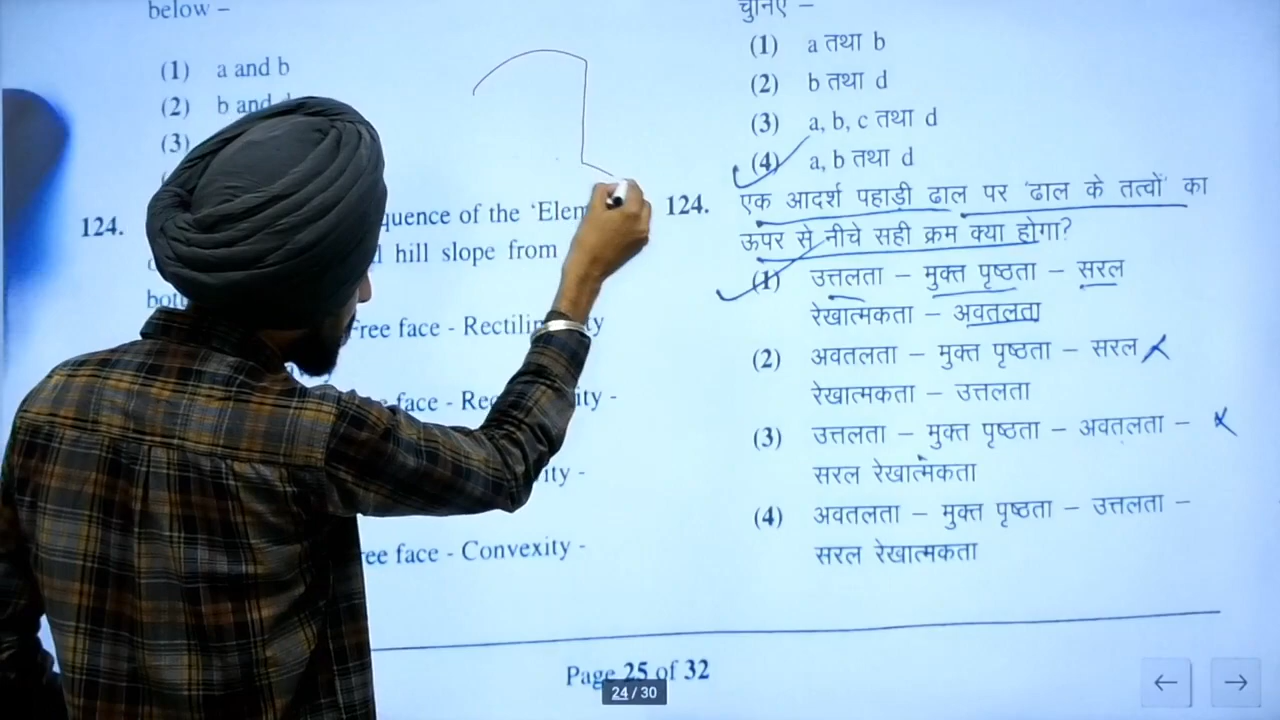 below –
(1) a and b
(2) b and
(3)
124. quence of the 'Elem
l hill slope from
Free face - Rectilin ty
face - Rec ity -
ity -
ee face - Convexity -
चुनिए –
(1) a तथा b
(2) b तथा d
(3) a, b, c तथा d
(4) a, b तथा d
124. एक आदर्श पहाड़ी ढाल पर 'ढाल के तत्वों' का
ऊपर से नीचे सही क्रम क्या होगा?
(1) उत्तलता – मुक्त पृष्ठता – सरल
रेखात्मकता – अवतलता
(2) अवतलता – मुक्त पृष्ठता – सरल
रेखात्मकता – उत्तलता
(3) उत्तलता – मुक्त पृष्ठता – अवतलता –
सरल रेखात्मकता
(4) अवतलता – मुक्त पृष्ठता – उत्तलता –
सरल रेखात्मकता
Page 25 of 32
24 / 30